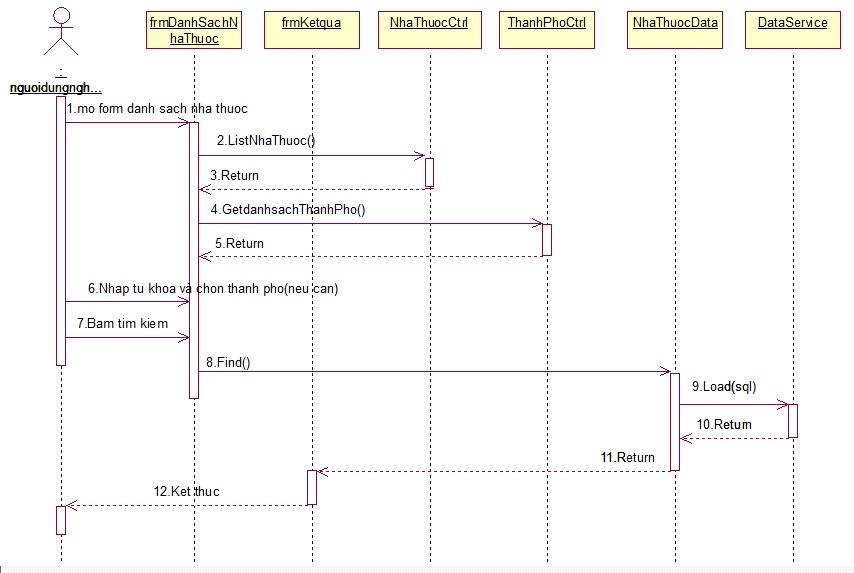 frmDanhSachN
haThuoc
frmKetqua
NhaThuocCtrl
ThanhPhoCtrl
NhaThuocData
DataService
:
nguoidungngh...
1.mo form danh sach nha thuoc
2.ListNhaThuoc()
3.Return
4.GetdanhsachThanhPho()
5.Return
6.Nhap tu khoa và chon thanh pho(neu can)
7.Bam tim kiem
8.Find()
9.Load(sql)
10.Return
11.Return
12.Ket thuc